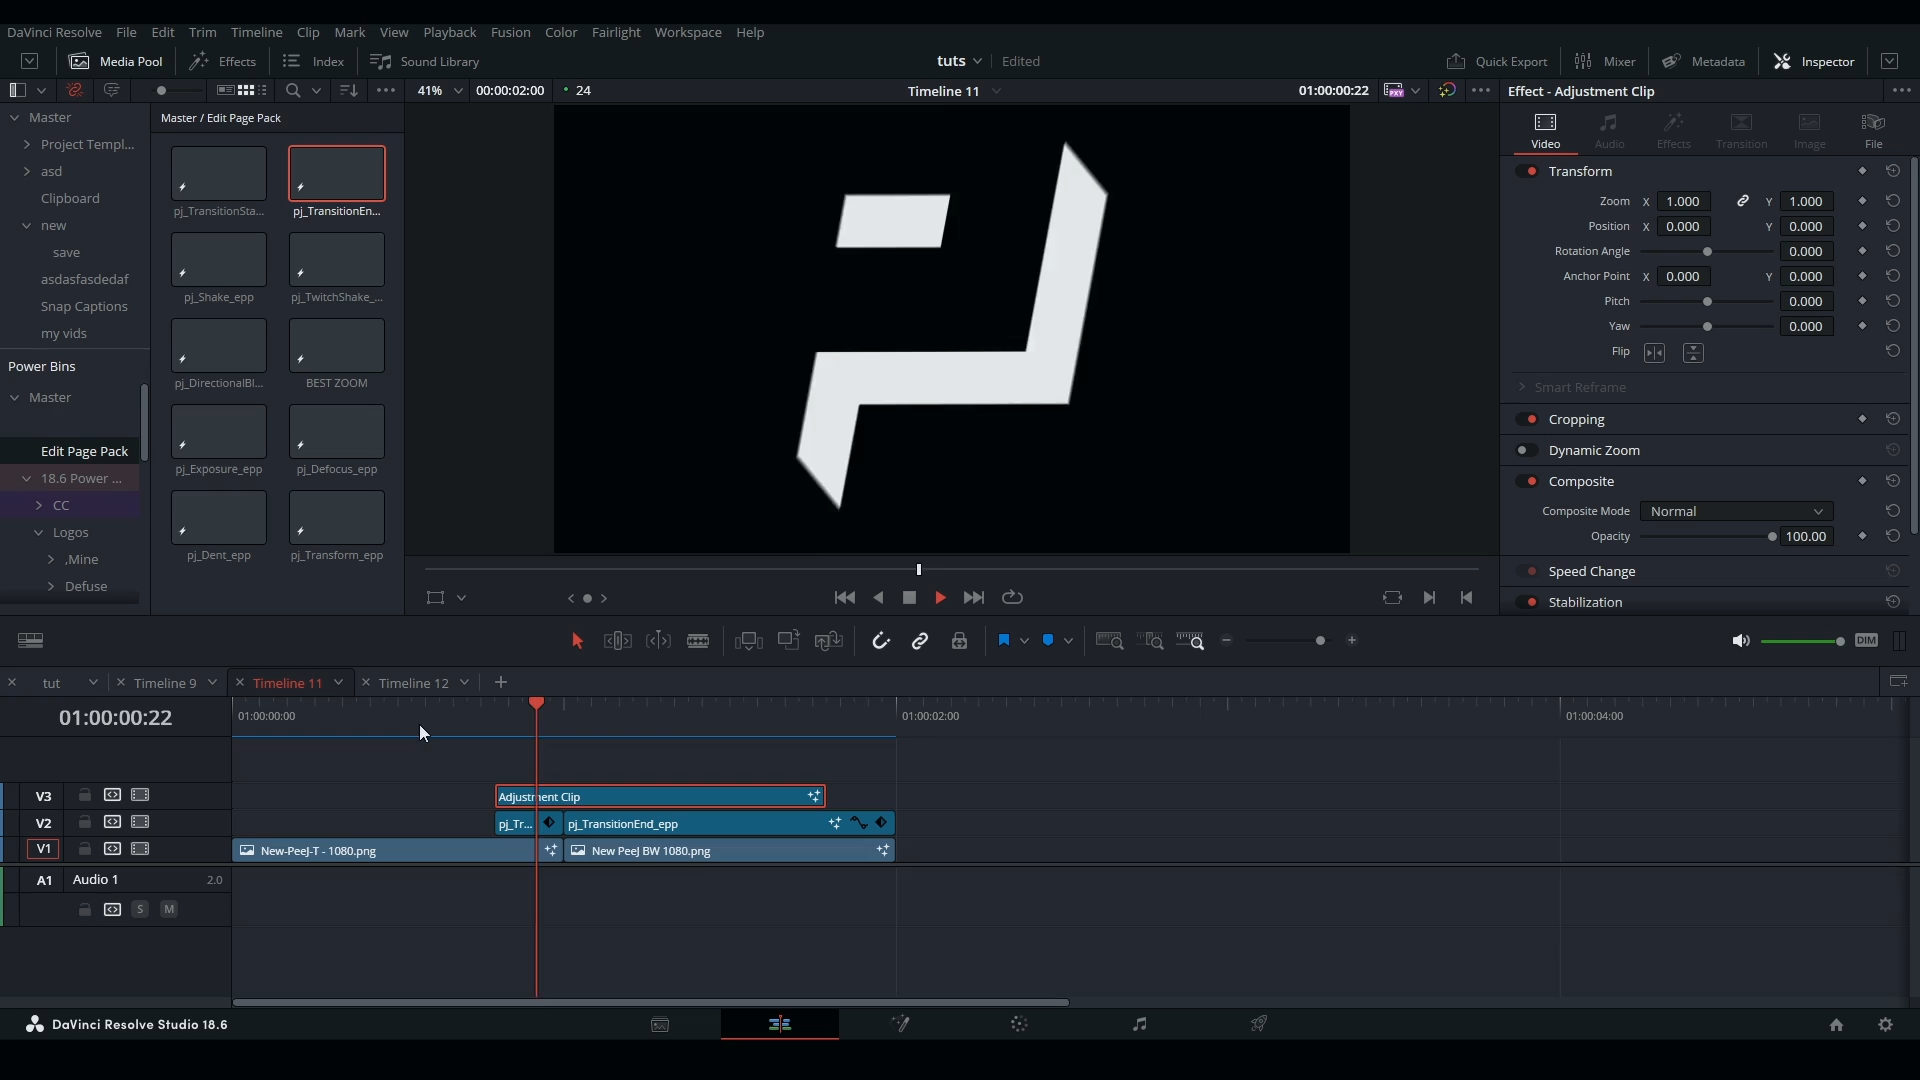 DaVinci Resolve File Edit Trim Timeline Clip Mark View Playback Fusion Color Fairlight Workspace Help
Media Pool Effects Index Sound Library tuts Edited Quick Export Mixer Metadata Inspector
41% 00:00:02:00 24 Timeline 11 01:00:00:22 PXY Effect - Adjustment Clip
Master
Project Templ...
asd
Clipboard
new
save
asdasfasdedaf
Snap Captions
my vids
Power Bins
Master
Edit Page Pack
18.6 Power ...
CC
Logos
,Mine
Defuse
Master / Edit Page Pack
pj_TransitionSta... pj_TransitionEn...
pj_Shake_epp pj_TwitchShake_...
pj_DirectionalBl... BEST ZOOM
pj_Exposure_epp pj_Defocus_epp
pj_Dent_epp pj_Transform_epp
Video Audio Effects Transition Image File
Transform
Zoom X 1.000 Y 1.000
Position X 0.000 Y 0.000
Rotation Angle 0.000
Anchor Point X 0.000 Y 0.000
Pitch 0.000
Yaw 0.000
Flip
Smart Reframe
Cropping
Dynamic Zoom
Composite
Composite Mode Normal
Opacity 100.00
Speed Change
Stabilization
DIM
tut Timeline 9 Timeline 11 Timeline 12
01:00:00:22 01:00:00:00 01:00:02:00 01:00:04:00
V3 Adjustment Clip
V2 pj_Tr... pj_TransitionEnd_epp
V1 New-PeeJ-T - 1080.png New PeeJ BW 1080.png
A1 Audio 1 2.0
S M
DaVinci Resolve Studio 18.6